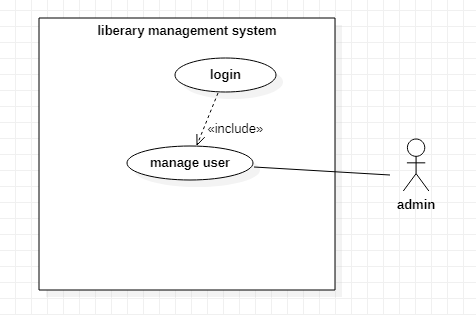 liberary management system
login
«include»
manage user
admin